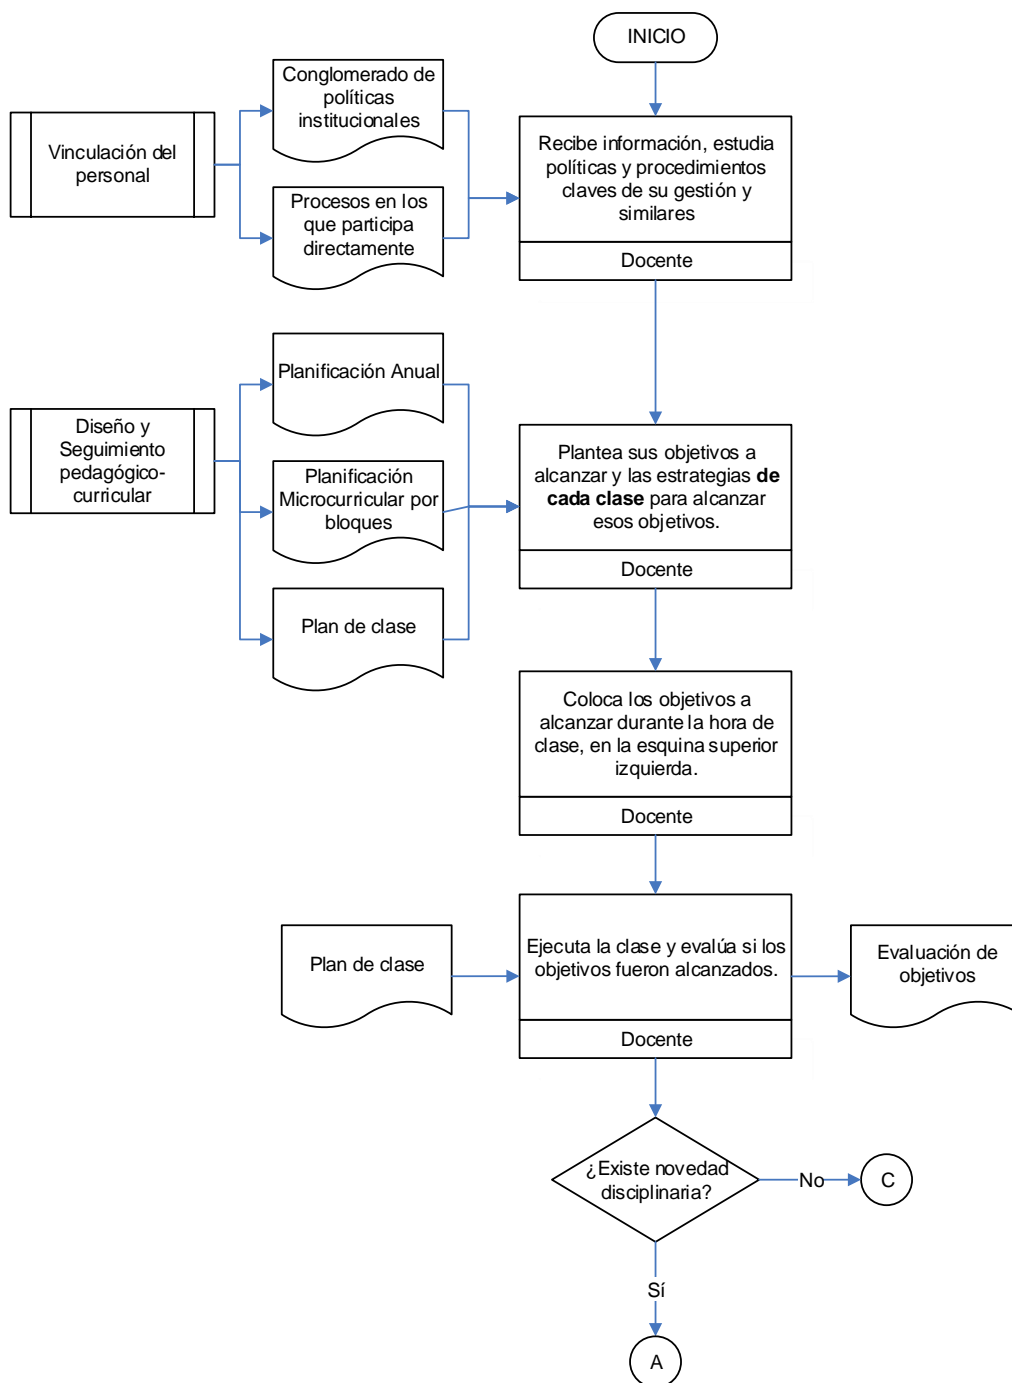 INICIO
Conglomerado de
políticas
institucionales
Vinculación del
personal
Procesos en los
que participa
directamente
Recibe información, estudia
políticas y procedimientos
claves de su gestión y
similares
Docente
Planificación Anual
Diseño y
Seguimiento
pedagógico-
curricular
Planificación
Microcurricular por
bloques
Plan de clase
Plantea sus objetivos a
alcanzar y las estrategias de
cada clase para alcanzar
esos objetivos.
Docente
Coloca los objetivos a
alcanzar durante la hora de
clase, en la esquina superior
izquierda.
Docente
Plan de clase
Ejecuta la clase y evalúa si los
objetivos fueron alcanzados.
Docente
Evaluación de
objetivos
¿Existe novedad
disciplinaria?
No
C
Sí
A